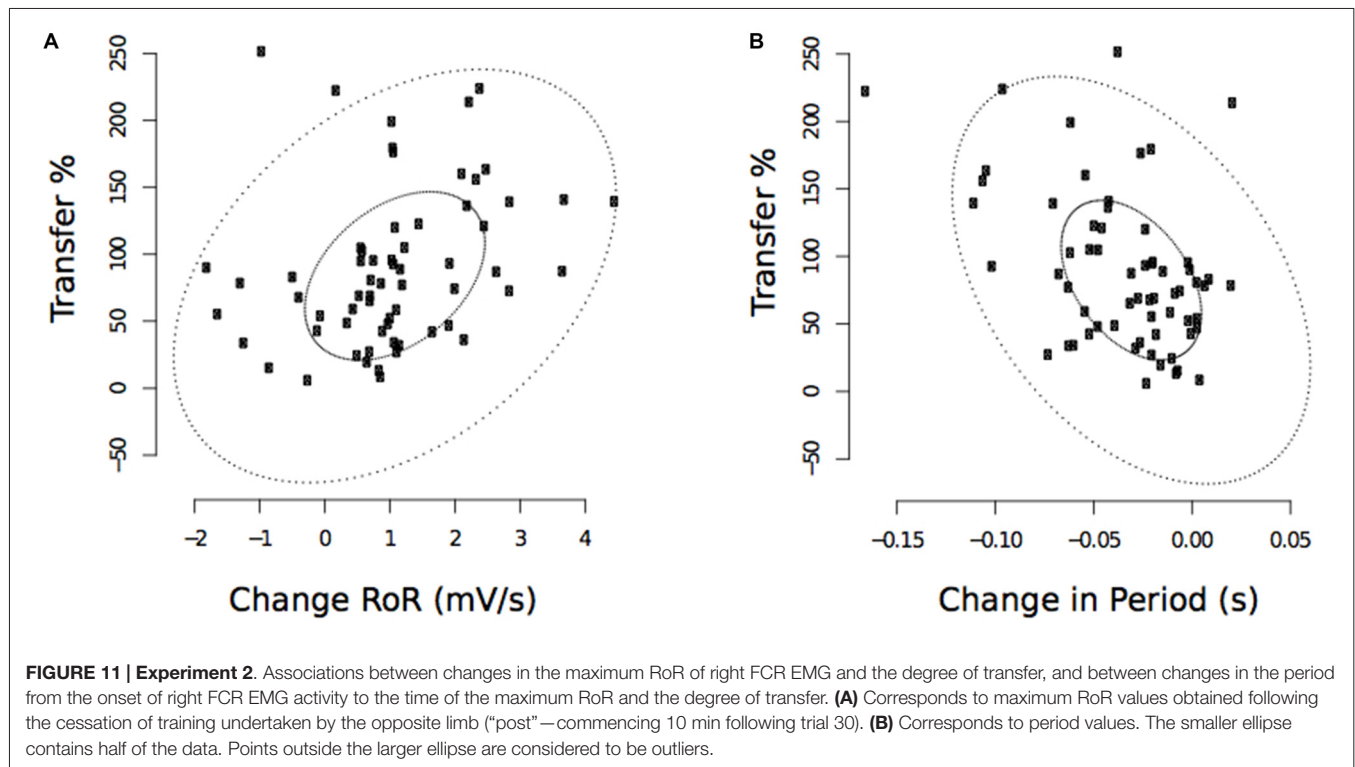 A
B
250
200
150
100
50
0
−50
Transfer %
−2 −1 0 1 2 3 4
Change RoR (mV/s)
250
200
150
100
50
0
−50
Transfer %
−0.15 −0.10 −0.05 0.00 0.05
Change in Period (s)
FIGURE 11 | Experiment 2. Associations between changes in the maximum RoR of right FCR EMG and the degree of transfer, and between changes in the period
from the onset of right FCR EMG activity to the time of the maximum RoR and the degree of transfer. (A) Corresponds to maximum RoR values obtained following
the cessation of training undertaken by the opposite limb (“post”—commencing 10 min following trial 30). (B) Corresponds to period values. The smaller ellipse
contains half of the data. Points outside the larger ellipse are considered to be outliers.